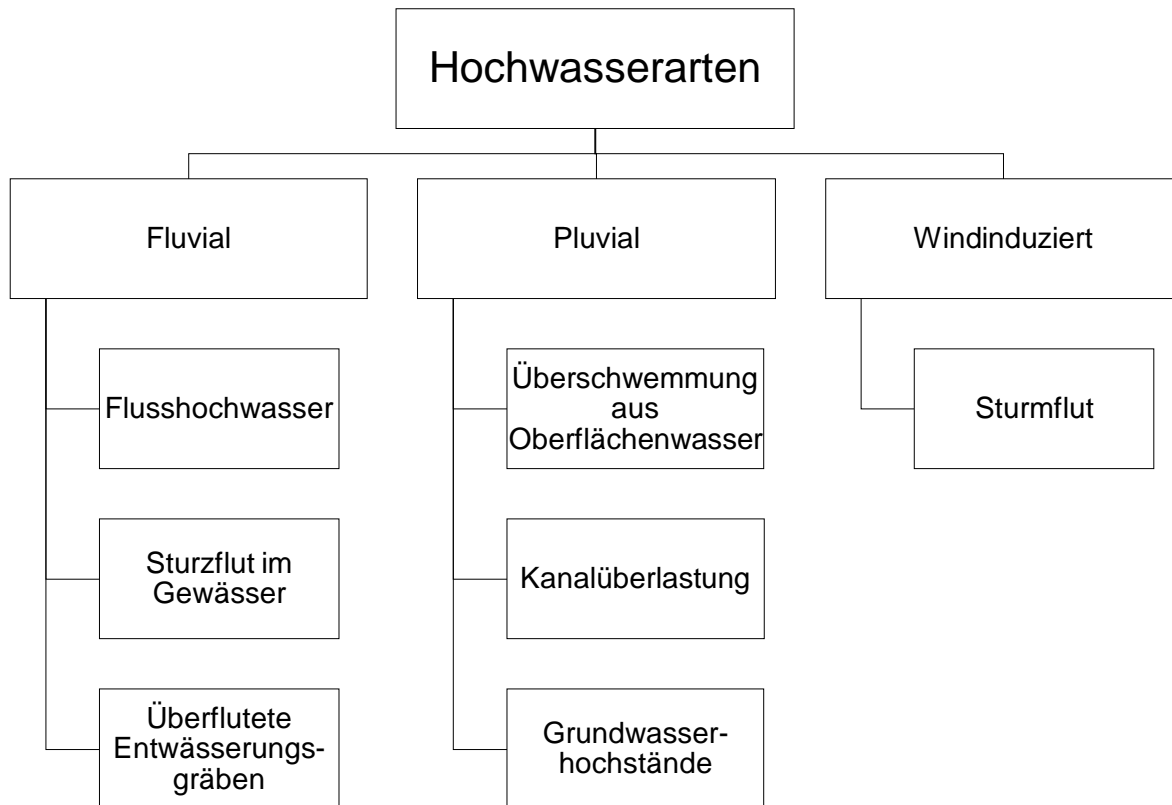 Hochwasserarten
Fluvial
Pluvial
Windinduziert
Flusshochwasser
Überschwemmung
aus
Oberflächenwasser
Sturmflut
Sturzflut im
Gewässer
Kanalüberlastung
Überflutete
Entwässerungs-
gräben
Grundwasser-
hochstände